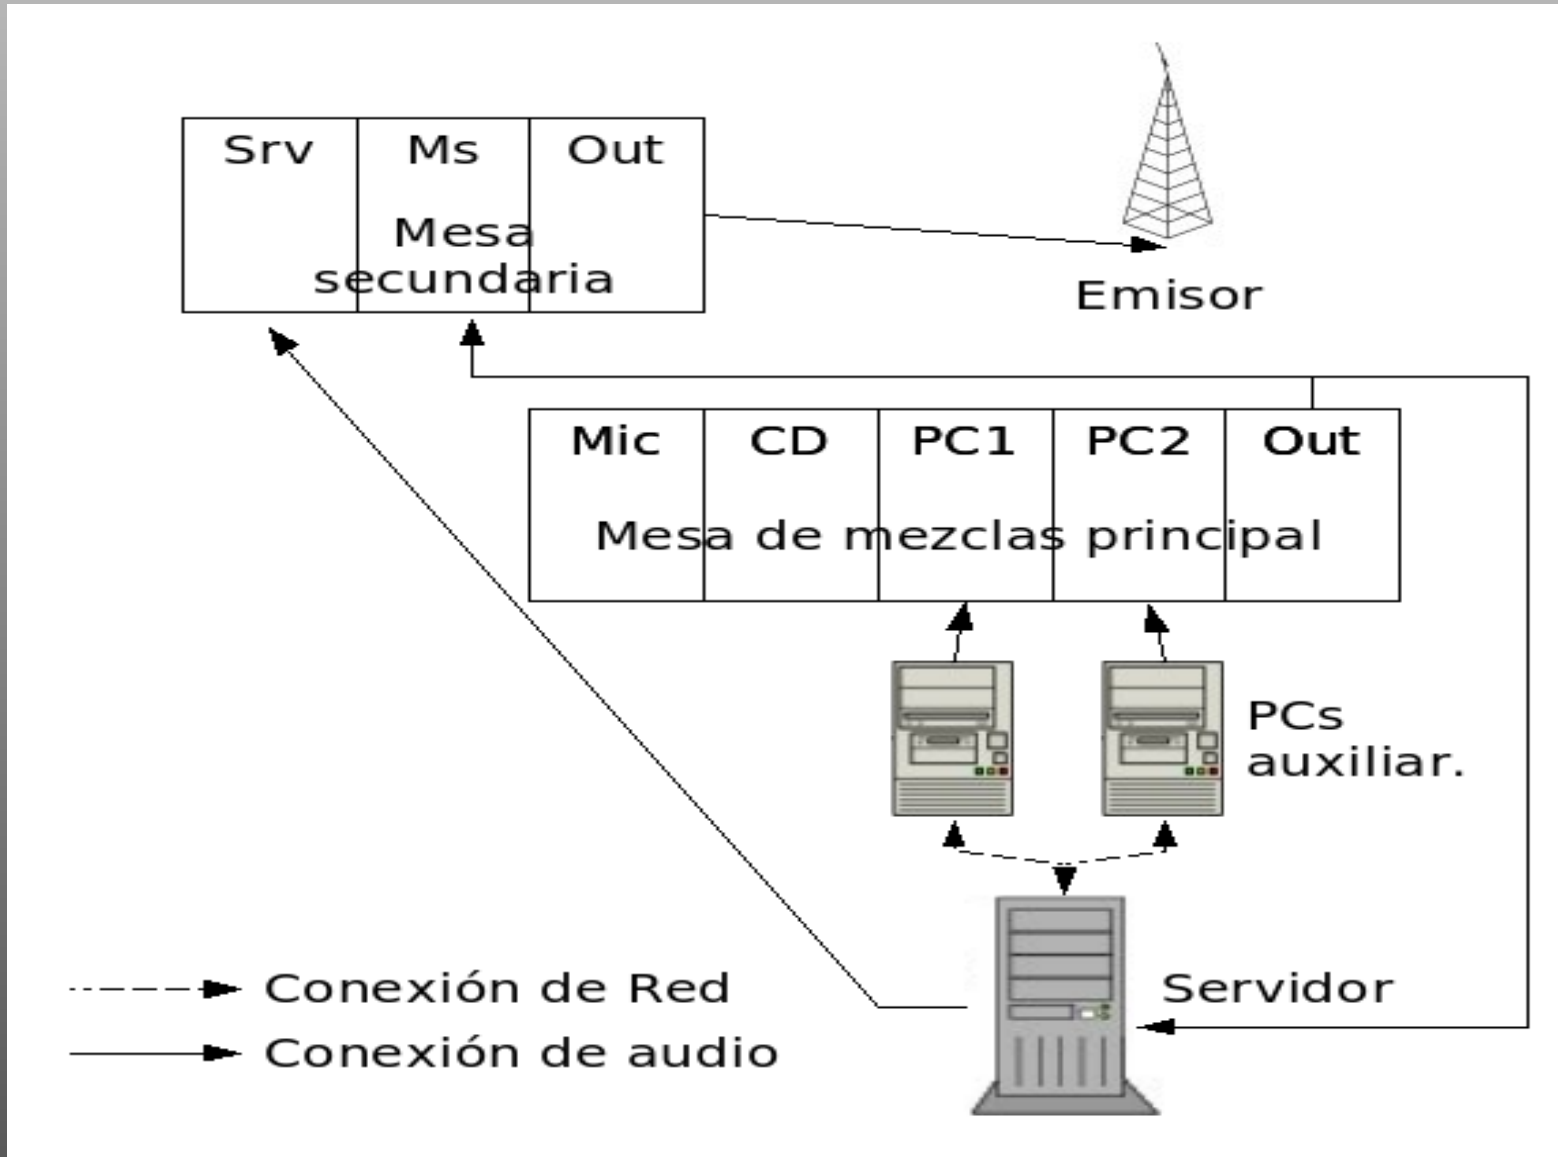 Srv Ms Out
Mesa
secundaria
Emisor
Mic CD PC1 PC2 Out
Mesa de mezclas principal
PCs
auxiliar.
Servidor
Conexión de Red
Conexión de audio